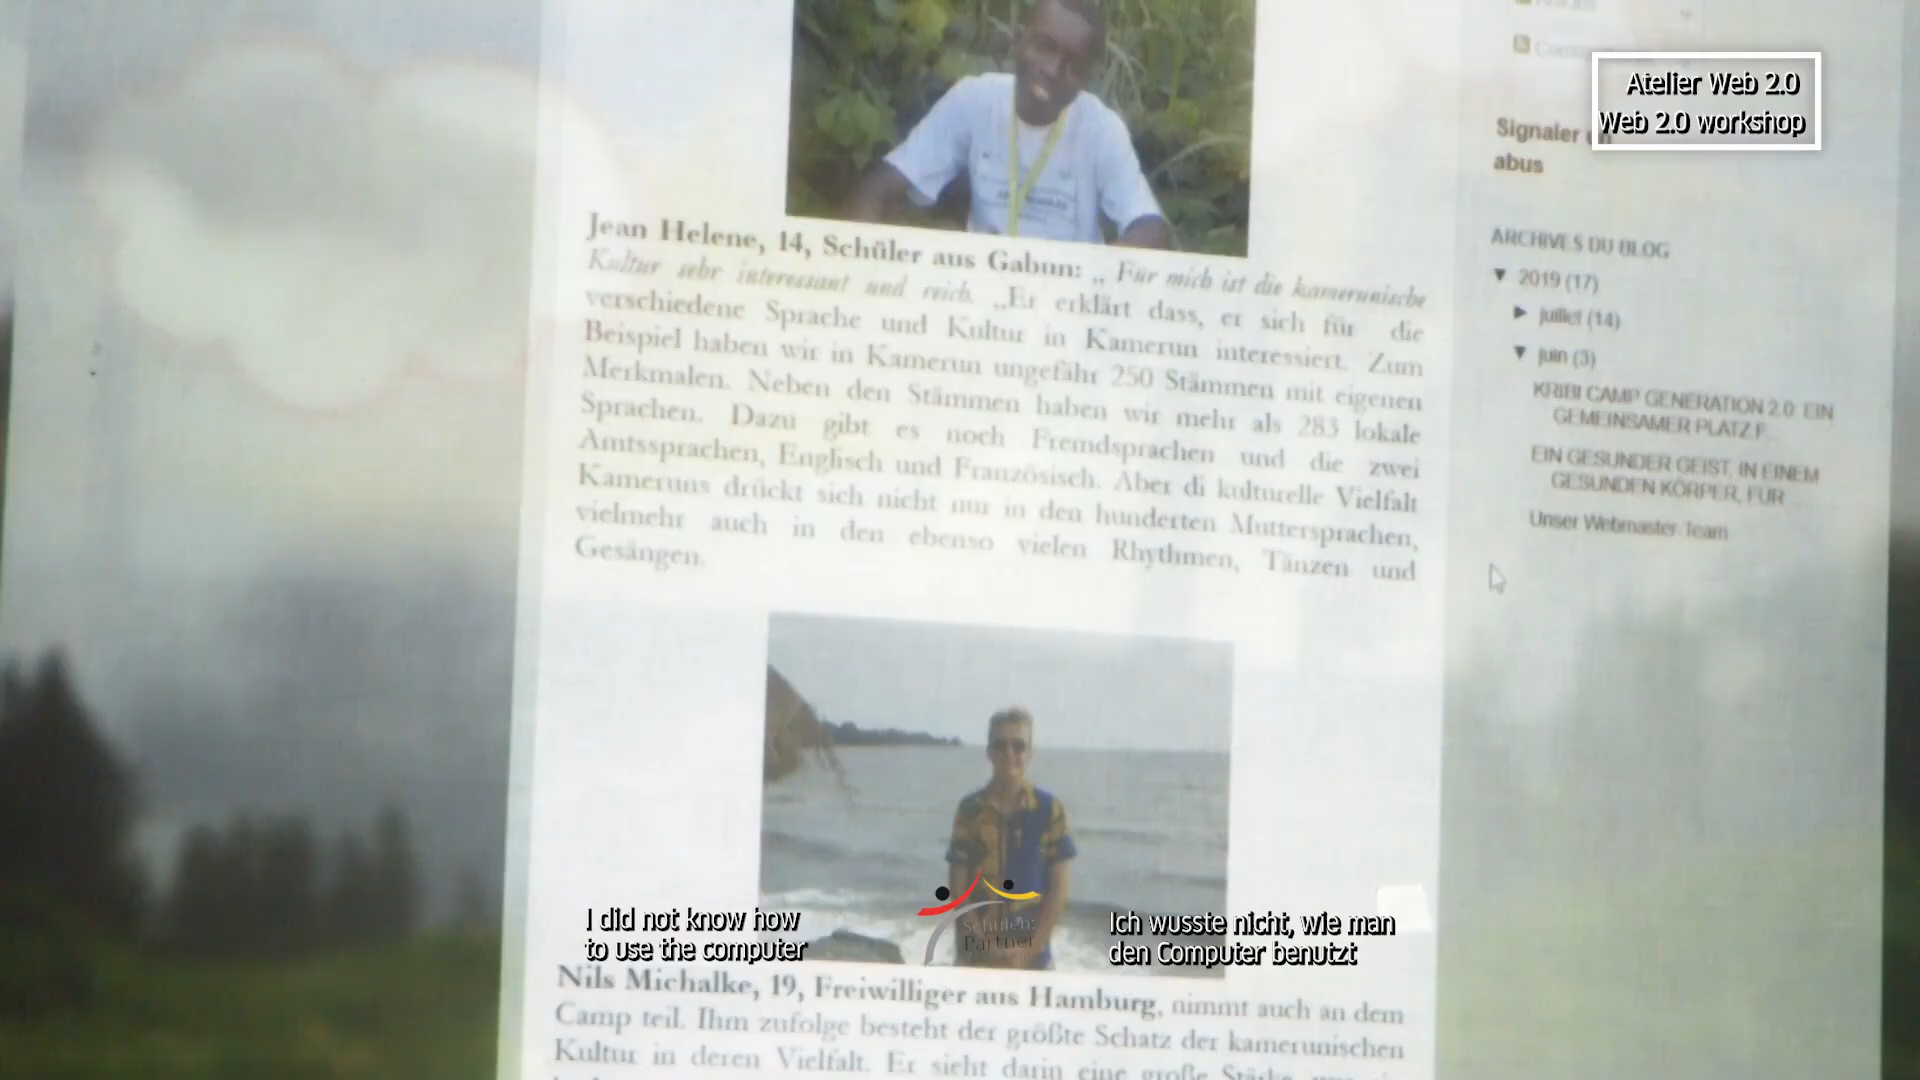 Atelier Web 2.0
Web 2.0 workshop
Signaler un
abus
ARCHIVES DU BLOG
▼ 2019 (17)
► juillet (14)
▼ juin (3)
KRIBI CAMP GENERATION 2.0: EIN
GEMEINSAMER PLATZ F...
EIN GESUNDER GEIST, IN EINEM
GESUNDEN KÖRPER, FÜR ...
Unser Webmaster-Team
Jean Helene, 14, Schüler aus Gabun: „ Für mich ist die kamerunische
Kultur sehr interessant und reich. „Er erklärt dass, er sich für die
verschiedene Sprache und Kultur in Kamerun interessiert. Zum
Beispiel haben wir in Kamerun ungefähr 250 Stämmen mit eigenen
Merkmalen. Neben den Stämmen haben wir mehr als 283 lokale
Sprachen. Dazu gibt es noch Fremdsprachen und die zwei
Amtssprachen, Englisch und Französisch. Aber di kulturelle Vielfalt
Kameruns drückt sich nicht nur in den hunderten Muttersprachen,
vielmehr auch in den ebenso vielen Rhythmen, Tänzen und
Gesängen.
Schulen:
Partner
I did not know how
to use the computer
Ich wusste nicht, wie man
den Computer benutzt
Nils Michalke, 19, Freiwilliger aus Hamburg, nimmt auch an dem
Camp teil. Ihm zufolge besteht der größte Schatz der kamerunischen
Kultur in deren Vielfalt. Er sieht darin eine große Stärke